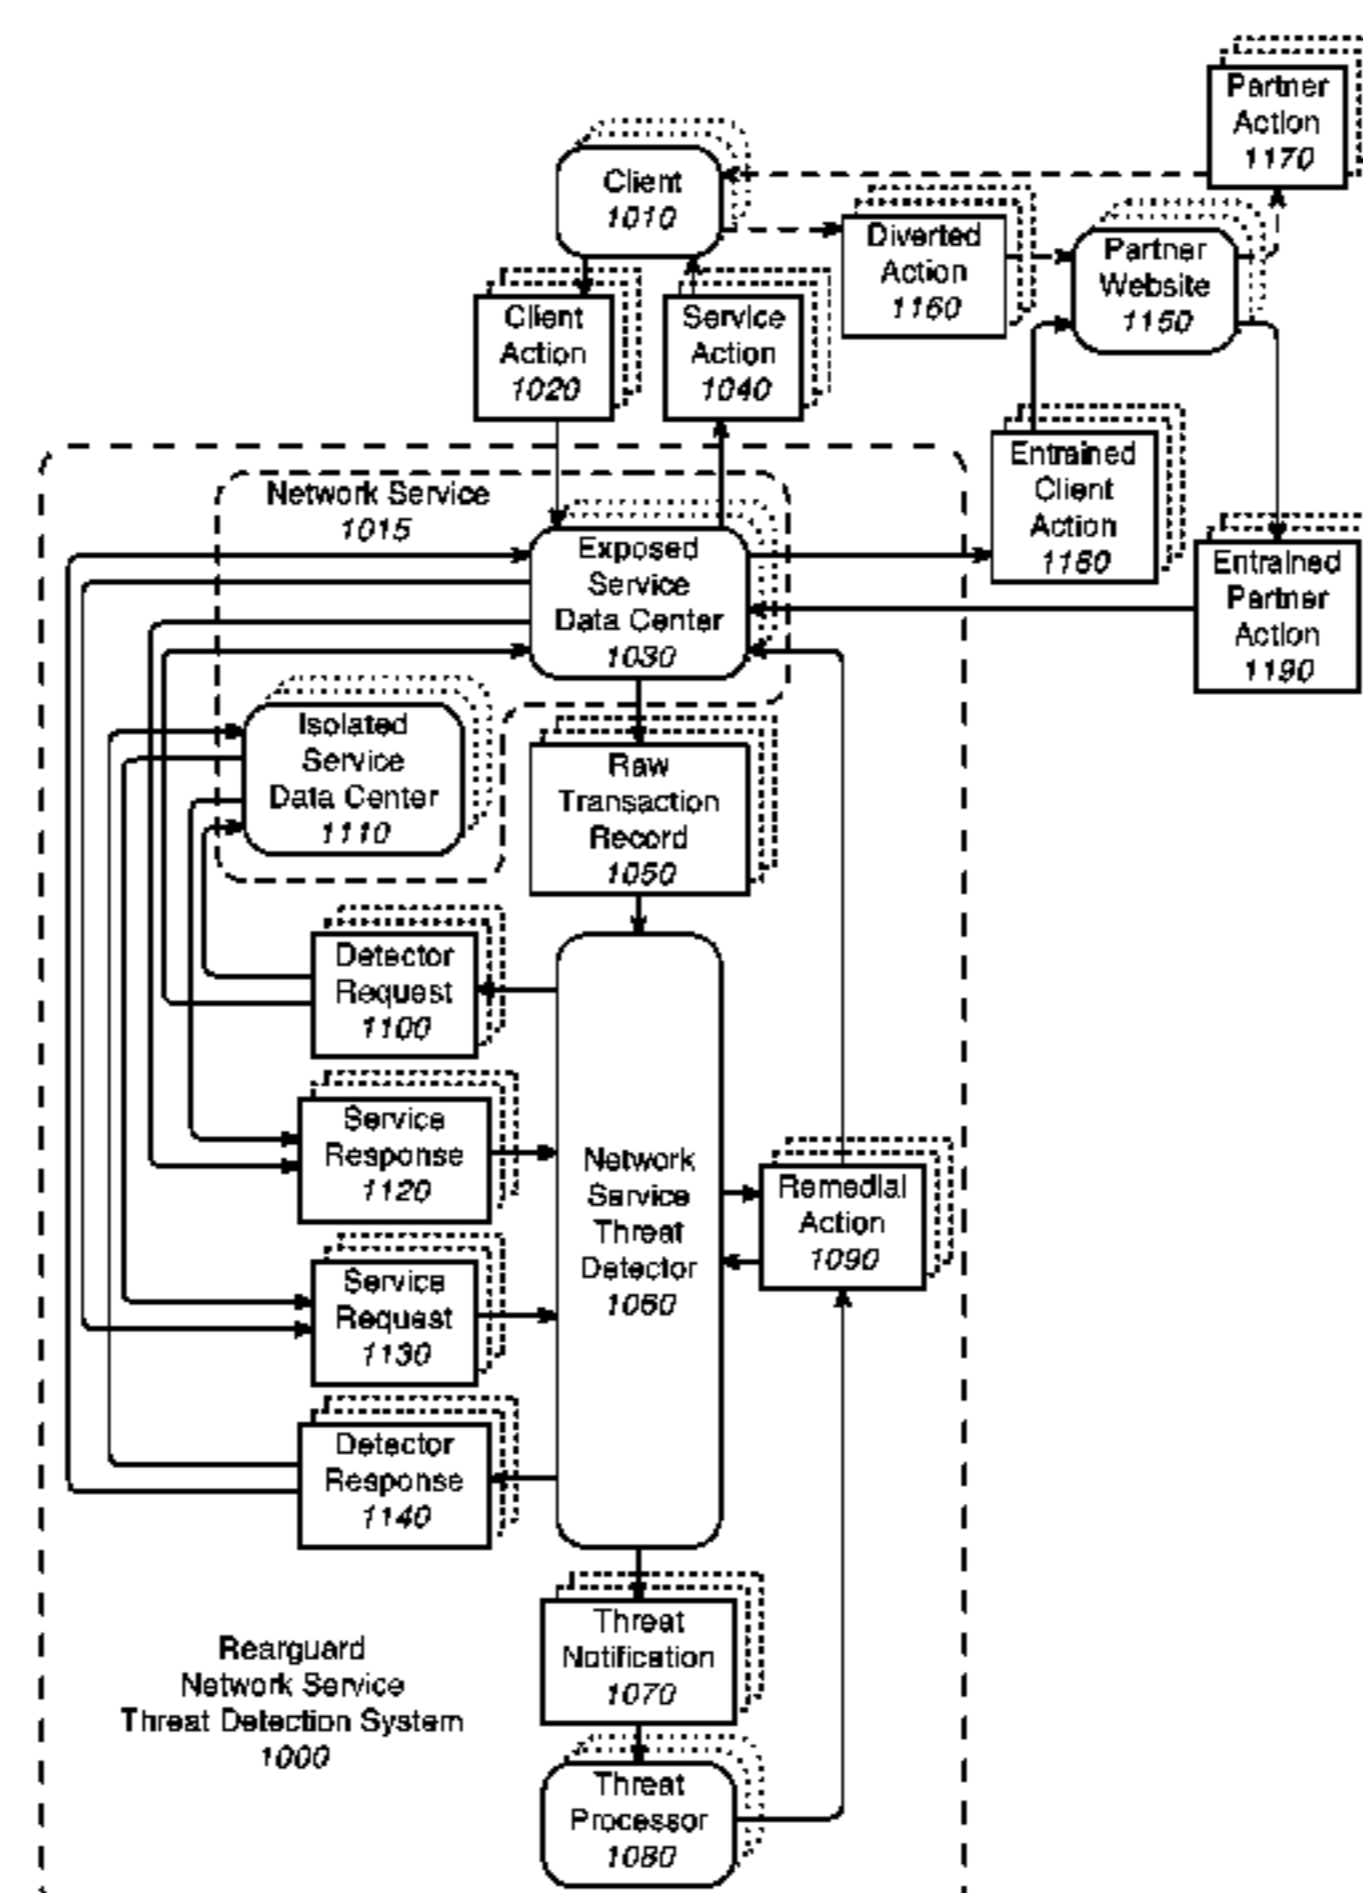 Partner
Action
1170
Client
1010
Diverted
Action
1160
Partner
Website
1150
Client
Action
1020
Service
Action
1040
Entrained
Client
Action
1180
Network Service
1015
Exposed
Service
Data Center
1030
Entrained
Partner
Action
1190
Isolated
Service
Data Center
1110
Raw
Transaction
Record
1050
Detector
Request
1100
Service
Response
1120
Network
Service
Threat
Detector
1060
Remedial
Action
1090
Service
Request
1130
Detector
Response
1140
Threat
Notification
1070
Rearguard
Network Service
Threat Detection System
1000
Threat
Processor
1080